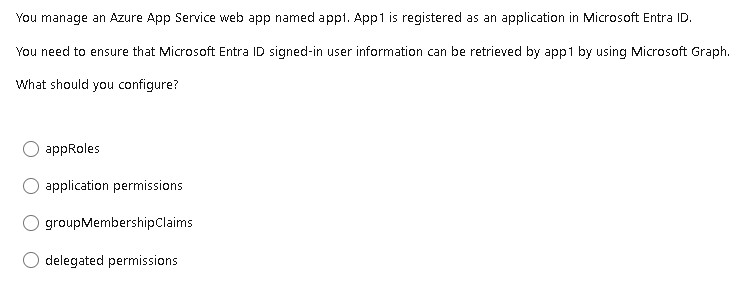 You manage an Azure App Service web app named app1. App1 is registered as an application in Microsoft Entra ID.
You need to ensure that Microsoft Entra ID signed-in user information can be retrieved by app1 by using Microsoft Graph.
What should you configure?
appRoles
application permissions
groupMembershipClaims
delegated permissions